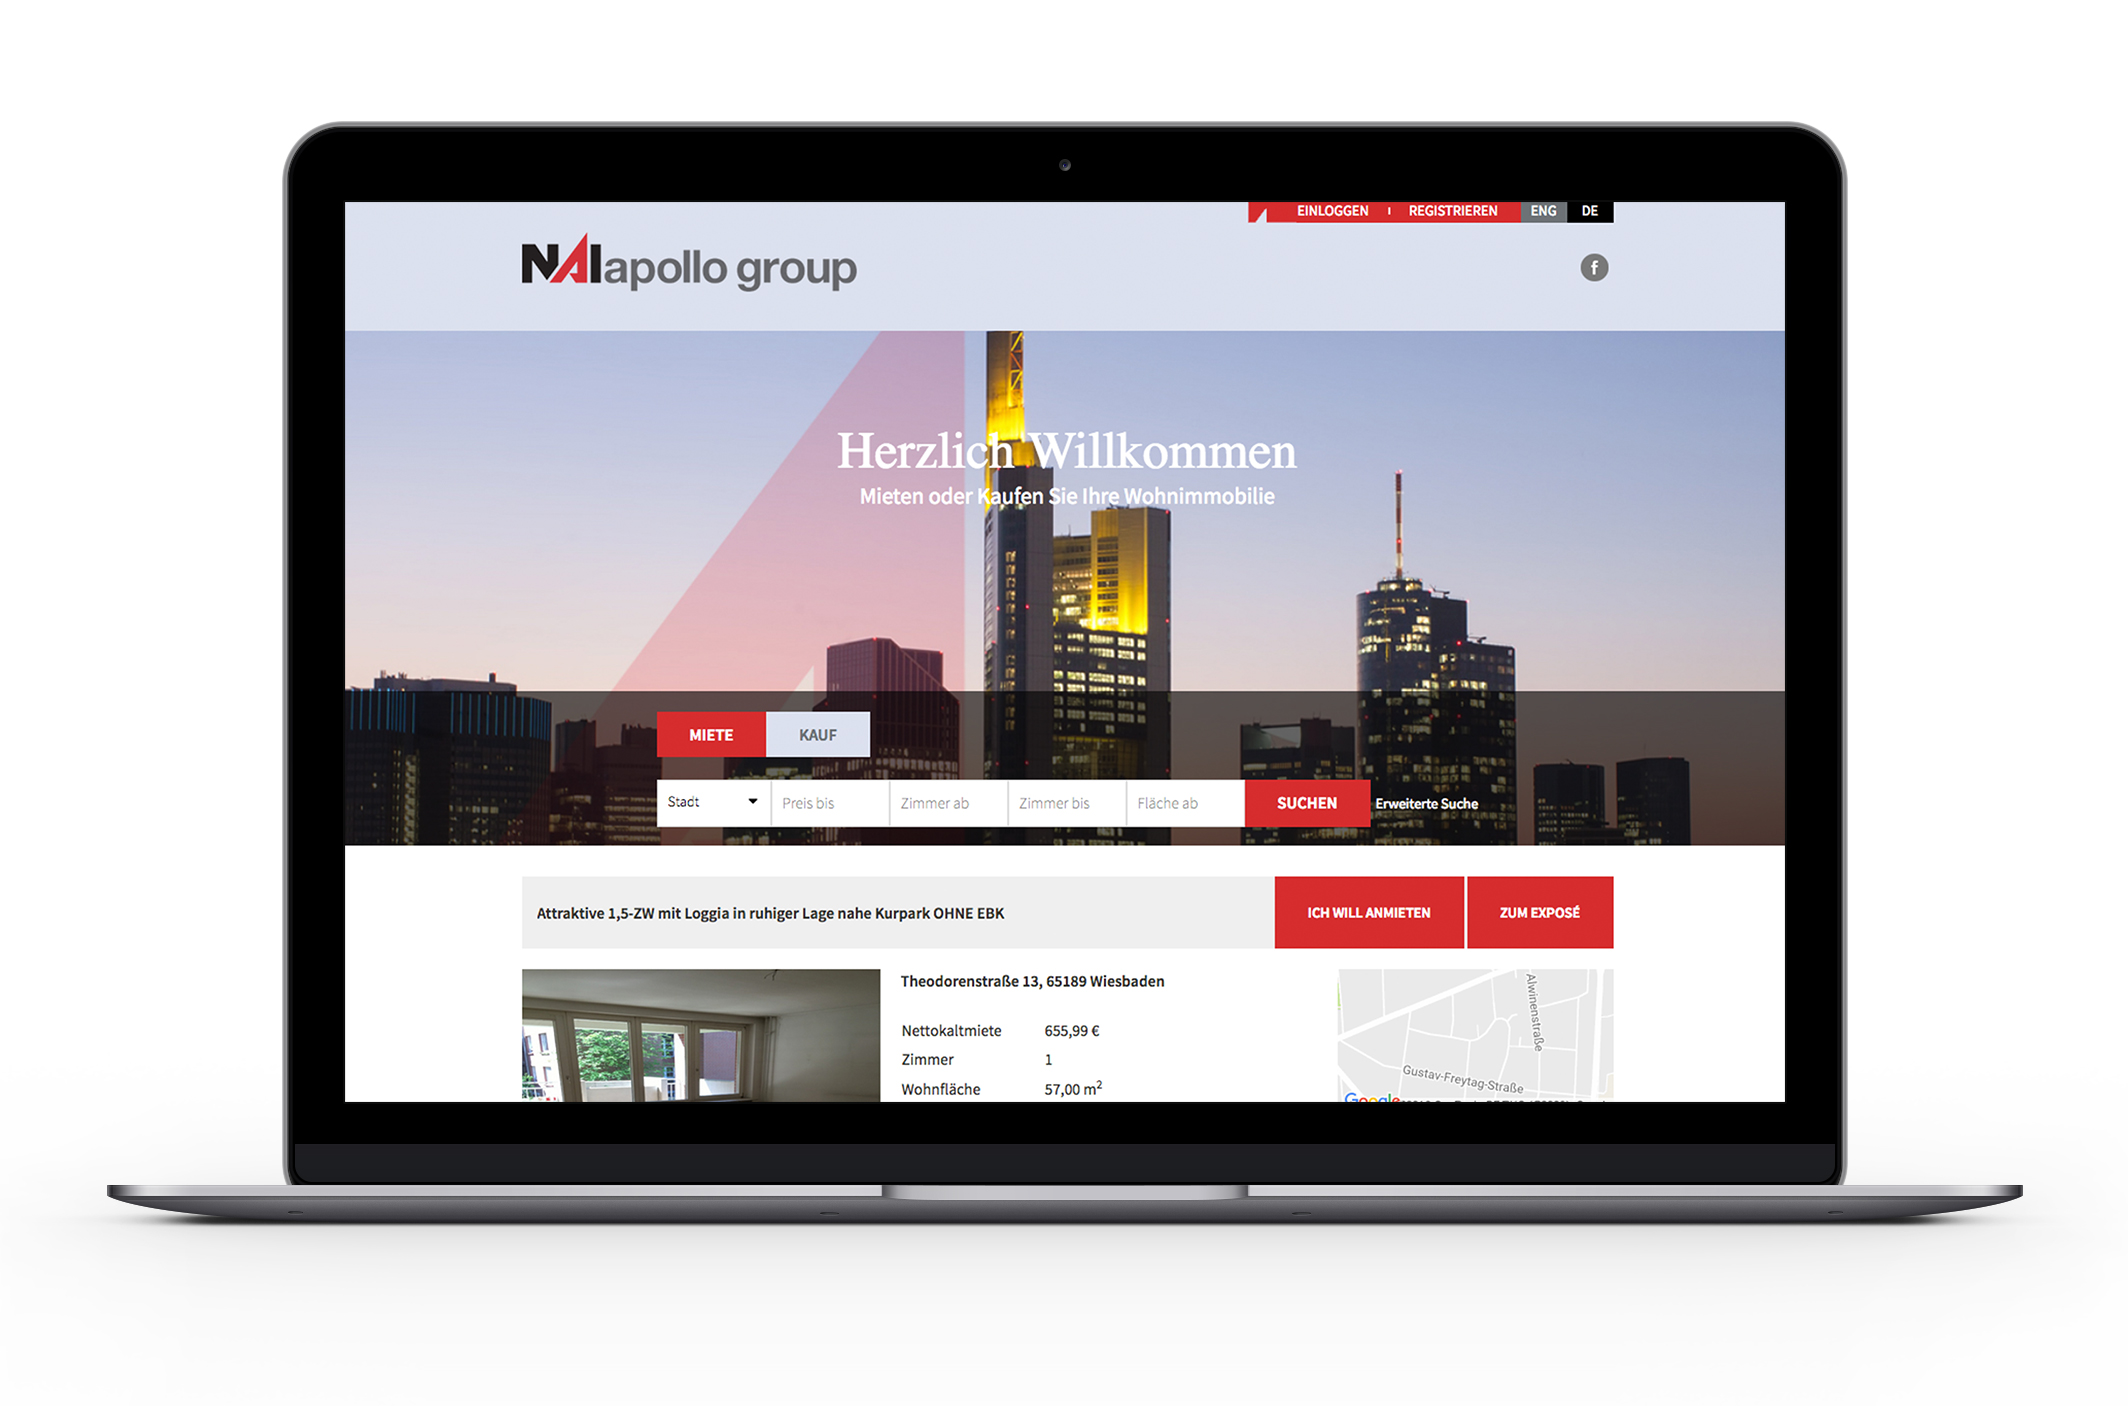 EINLOGGEN I REGISTRIEREN ENG DE
NAIapollo group
f
Herzlich Willkommen
Mieten oder Kaufen Sie Ihre Wohnimmobilie
MIETE KAUF
Stadt Preis bis Zimmer ab Zimmer bis Fläche ab SUCHEN Erweiterte Suche
Attraktive 1,5-ZW mit Loggia in ruhiger Lage nahe Kurpark OHNE EBK ICH WILL ANMIETEN ZUM EXPOSÉ
Theodorenstraße 13, 65189 Wiesbaden
Nettokaltmiete 655,99 €
Zimmer 1
Wohnfläche 57,00 m²
Alwinenstraße
Gustav-Freytag-Straße
Google